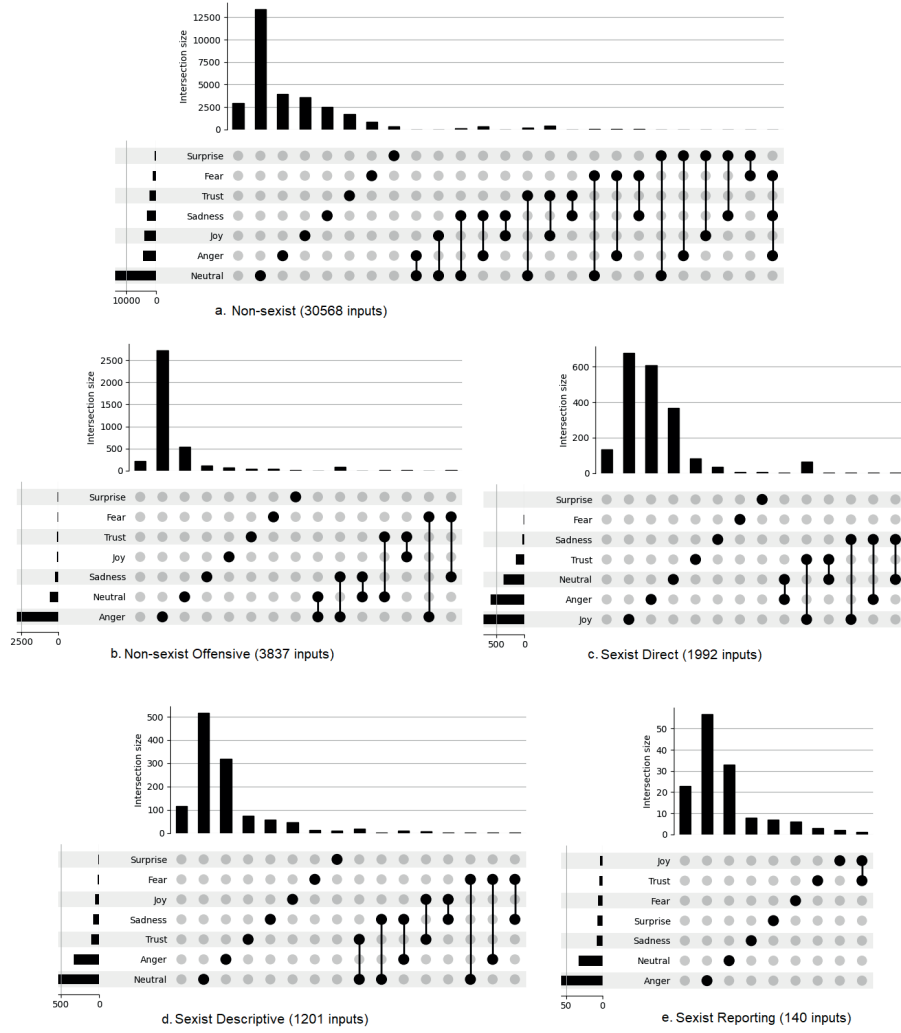 12500
10000
7500
5000
2500
0
Intersection size
Surprise
Fear
Trust
Sadness
Joy
Anger
Neutral
10000 0
a. Non-sexist (30568 inputs)
2500
2000
1500
1000
500
0
Intersection size
Surprise
Fear
Trust
Joy
Sadness
Neutral
Anger
2500 0
b. Non-sexist Offensive (3837 inputs)
600
400
200
0
Intersection size
Surprise
Fear
Sadness
Trust
Neutral
Anger
Joy
500 0
c. Sexist Direct (1992 inputs)
500
400
300
200
100
0
Intersection size
Surprise
Fear
Joy
Sadness
Trust
Anger
Neutral
500 0
d. Sexist Descriptive (1201 inputs)
50
40
30
20
10
0
Intersection size
Joy
Trust
Fear
Surprise
Sadness
Neutral
Anger
50 0
e. Sexist Reporting (140 inputs)